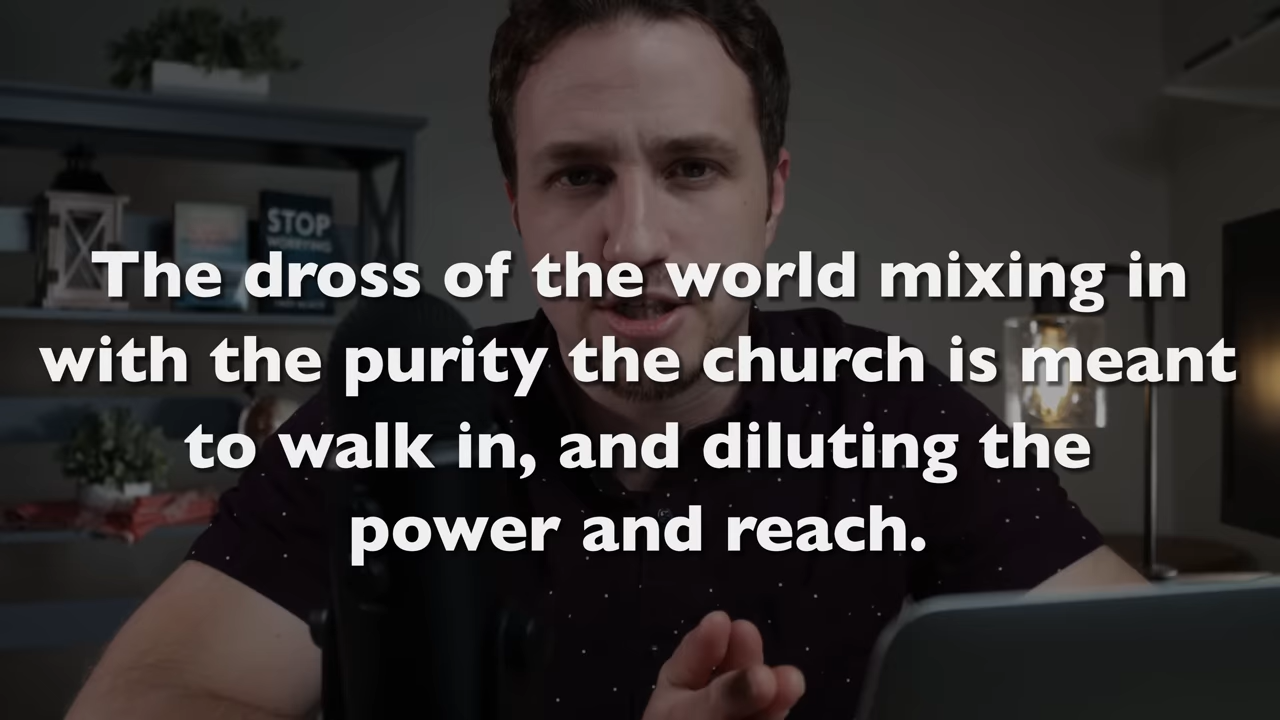 STOP
WORRYING
The dross of the world mixing in
with the purity the church is meant
to walk in, and diluting the
power and reach.